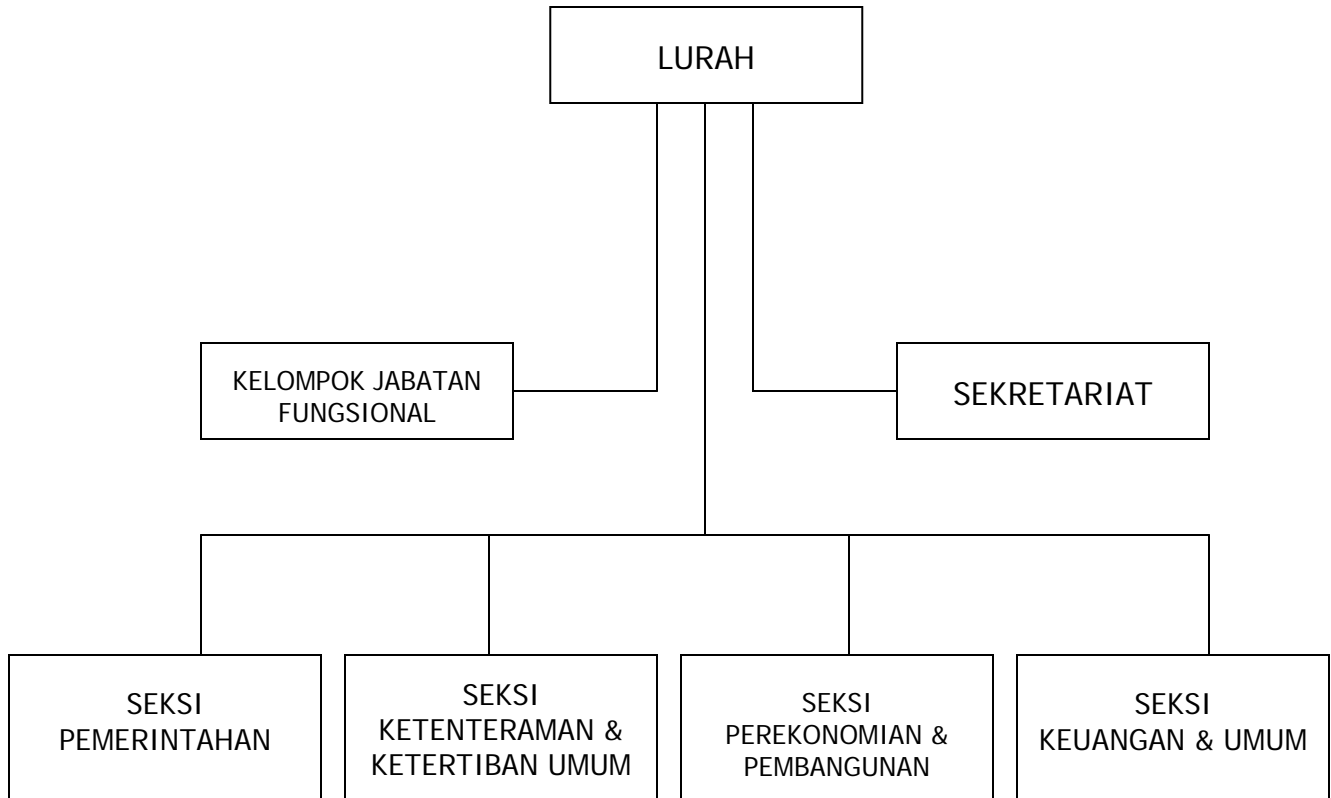 LURAH
KELOMPOK JABATAN
FUNGSIONAL
SEKRETARIAT
SEKSI
PEMERINTAHAN
SEKSI
KETENTERAMAN &
KETERTIBAN UMUM
SEKSI
PEREKONOMIAN &
PEMBANGUNAN
SEKSI
KEUANGAN & UMUM